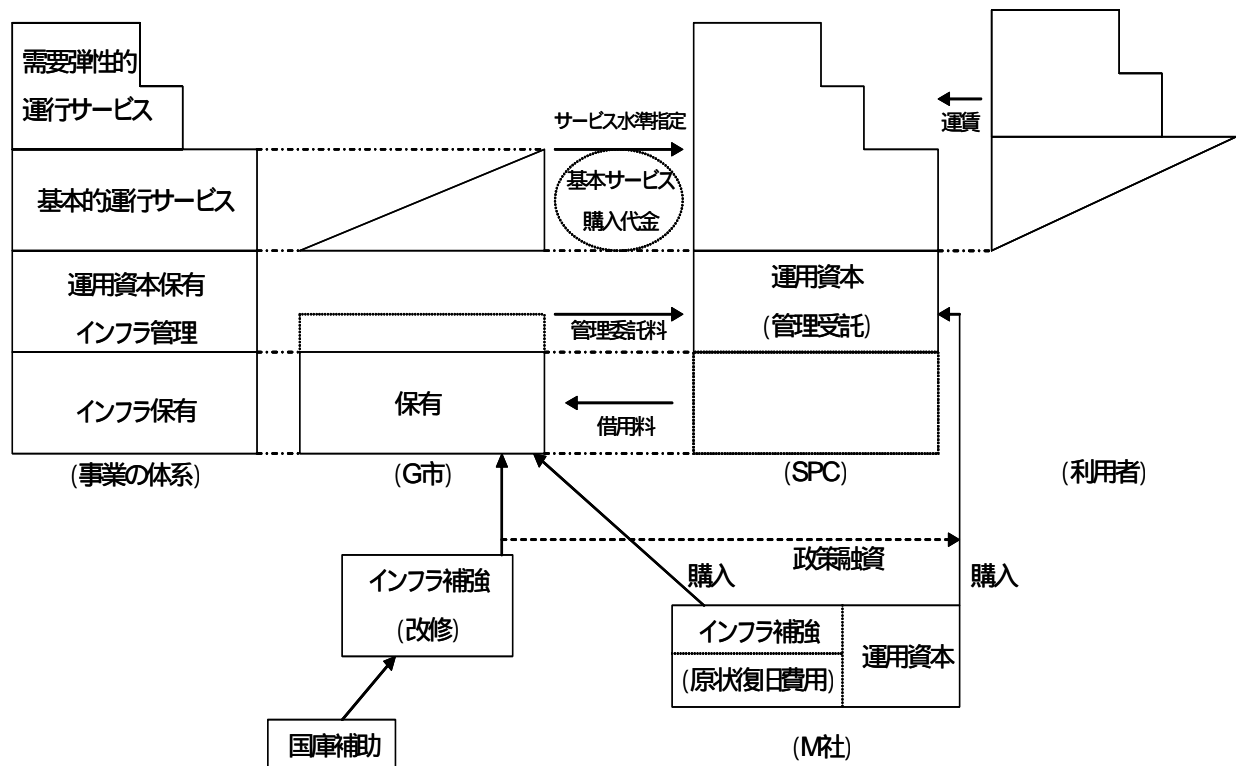 需要弾性的
運行サービス
サービス水準指定
運賃
基本的運行サービス
基本サービス
購入代金
運用資本保有
インフラ管理
管理委託料
運用資本
(管理受託)
インフラ保有
保有
借用料
(事業の体系)
(G市)
(SPC)
(利用者)
政策融資
インフラ補強
(改修)
購入
購入
インフラ補強
(原状復旧費用)
運用資本
国庫補助
(M社)